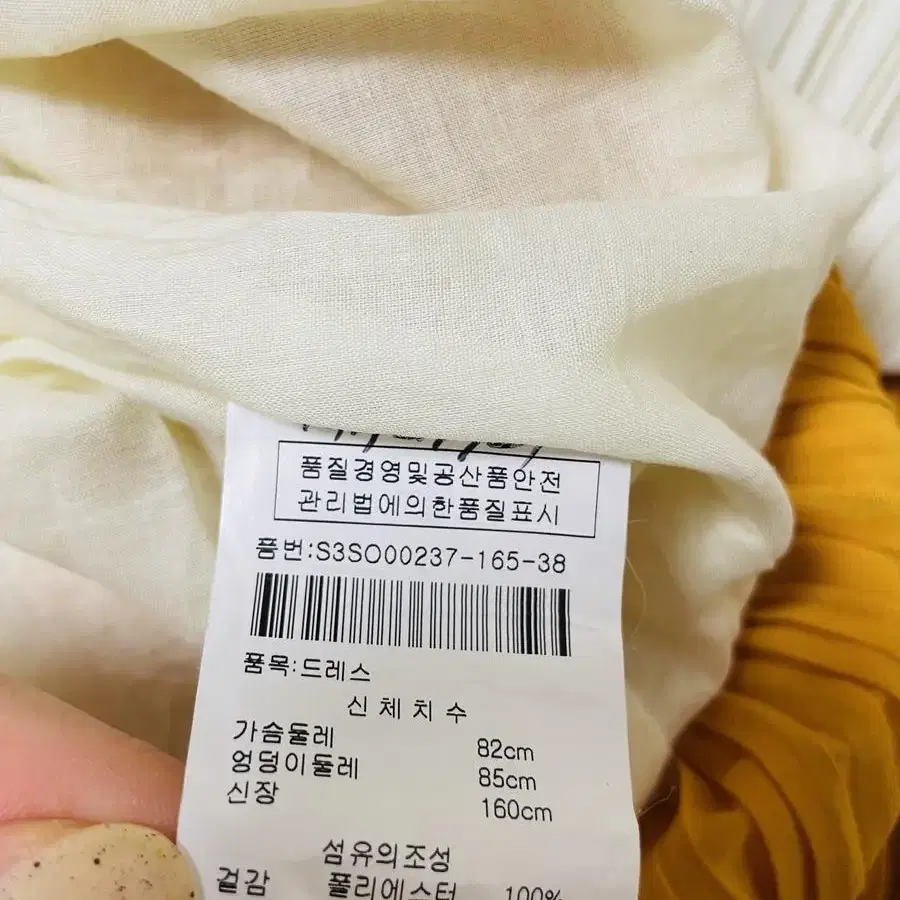 품질경영및공산품안전
관리법에의한품질표시
품번:S3SO00237-165-38
품목:드레스
신체치수
가슴둘레 82cm
엉덩이둘레 85cm
신장 160cm
섬유의조성
겉감 폴리에스터 100%